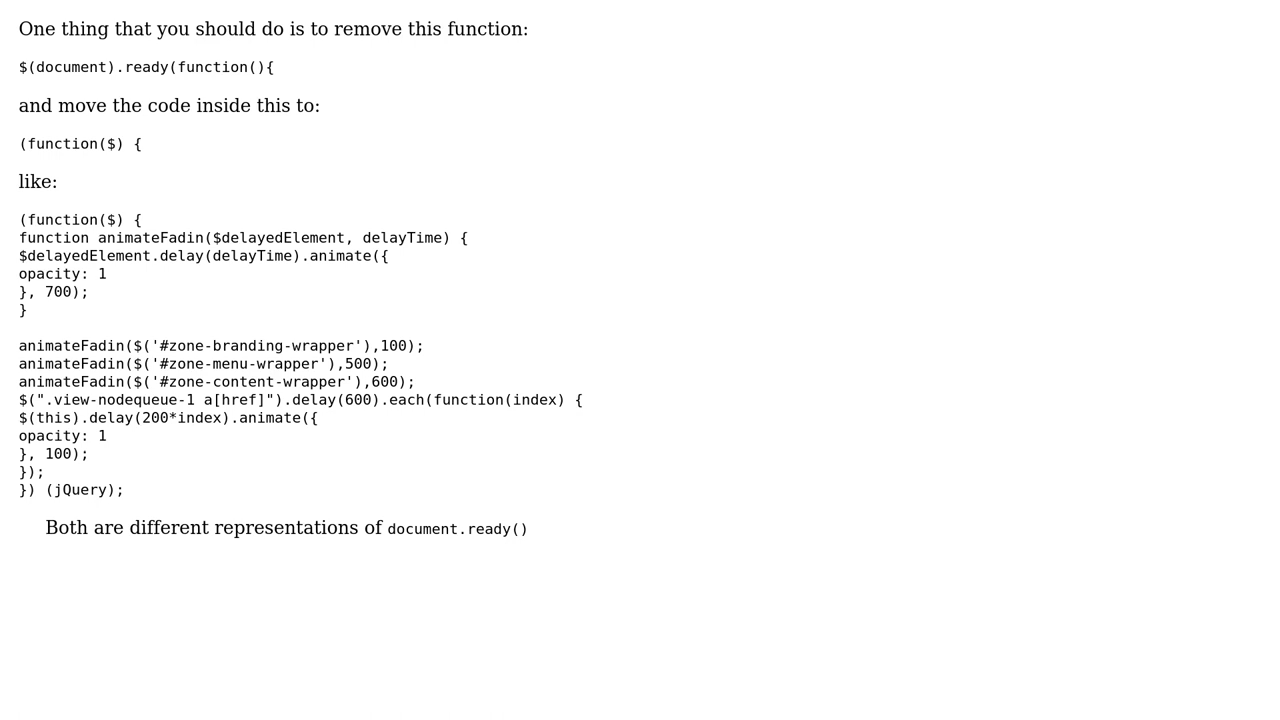 One thing that you should do is to remove this function:
$(document).ready(function(){
and move the code inside this to:
(function($) {
like:
(function($) {
function animateFadin($delayedElement, delayTime) {
$delayedElement.delay(delayTime).animate({
opacity: 1
}, 700);
}
animateFadin($('#zone-branding-wrapper'),100);
animateFadin($('#zone-menu-wrapper'),500);
animateFadin($('#zone-content-wrapper'),600);
$(".view-nodequeue-1 a[href]").delay(600).each(function(index) {
$(this).delay(200*index).animate({
opacity: 1
}, 100);
});
}) (jQuery);
Both are different representations of document.ready()